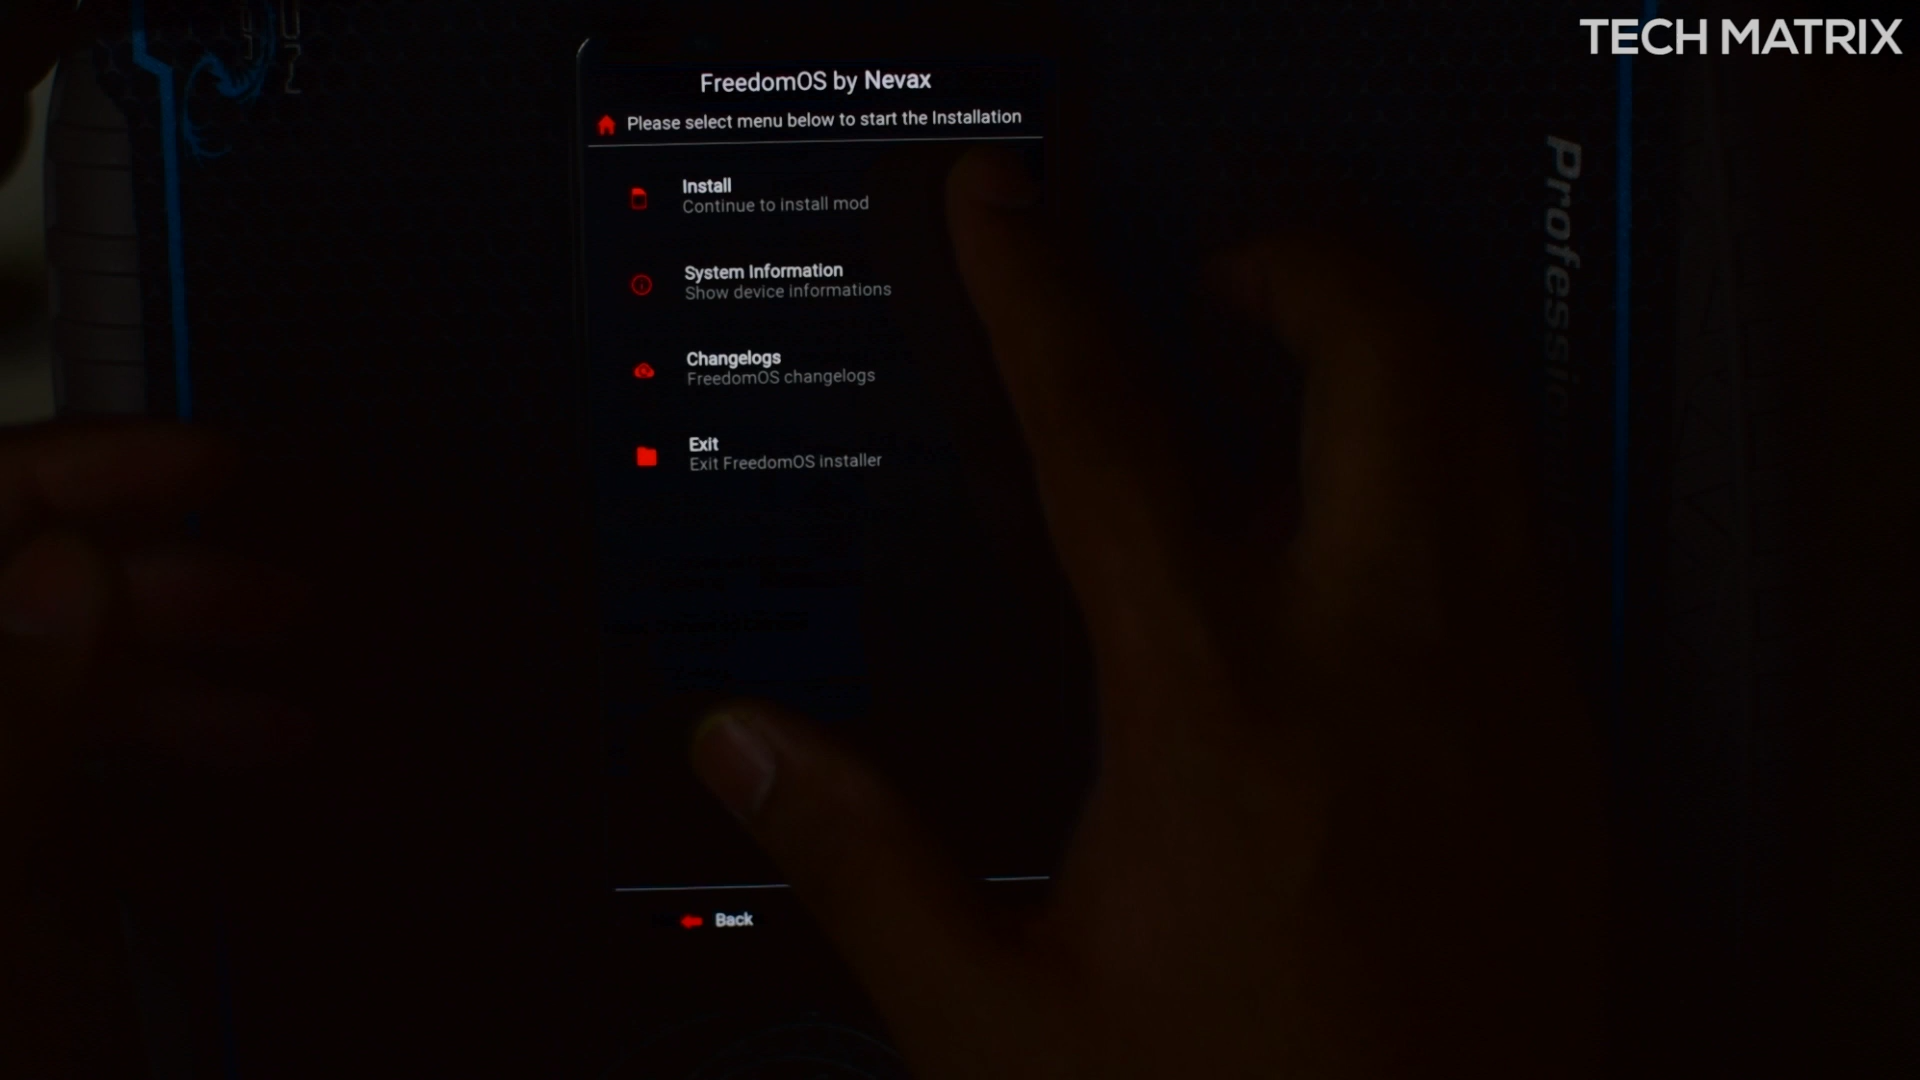 TECH MATRIX
FreedomOS by Nevax
Please select menu below to start the Installation
Install
Continue to install mod
System Information
Show device informations
Changelogs
FreedomOS changelogs
Exit
Exit FreedomOS installer
Back